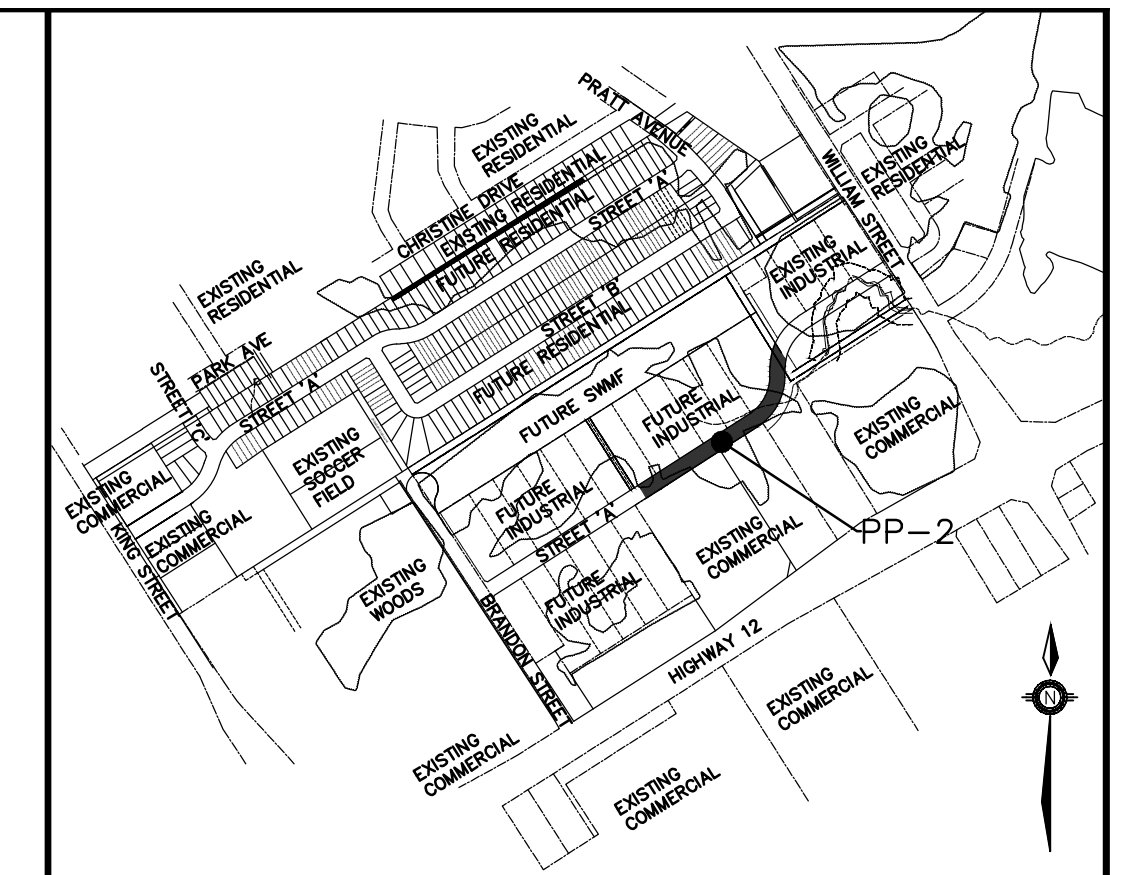 PRATT AVENUE
EXISTING
RESIDENTIAL
CHRISTINE DRIVE
EXISTING RESIDENTIAL
FUTURE RESIDENTIAL
STREET 'A'
WILLIAM STREET
EXISTING
RESIDENTIAL
EXISTING
INDUSTRIAL
EXISTING
RESIDENTIAL
STREET 'B'
FUTURE RESIDENTIAL
PARK AVE
STREET 'C'
STREET 'A'
FUTURE SWMF
FUTURE
INDUSTRIAL
EXISTING
COMMERCIAL
EXISTING
SOCCER
FIELD
EXISTING
COMMERCIAL
EXISTING
COMMERCIAL
KING STREET
FUTURE
INDUSTRIAL
STREET 'A'
PP-2
EXISTING
COMMERCIAL
EXISTING
WOODS
FUTURE
INDUSTRIAL
BRANDON STREET
HIGHWAY 12
EXISTING
COMMERCIAL
N
EXISTING
COMMERCIAL
EXISTING
COMMERCIAL